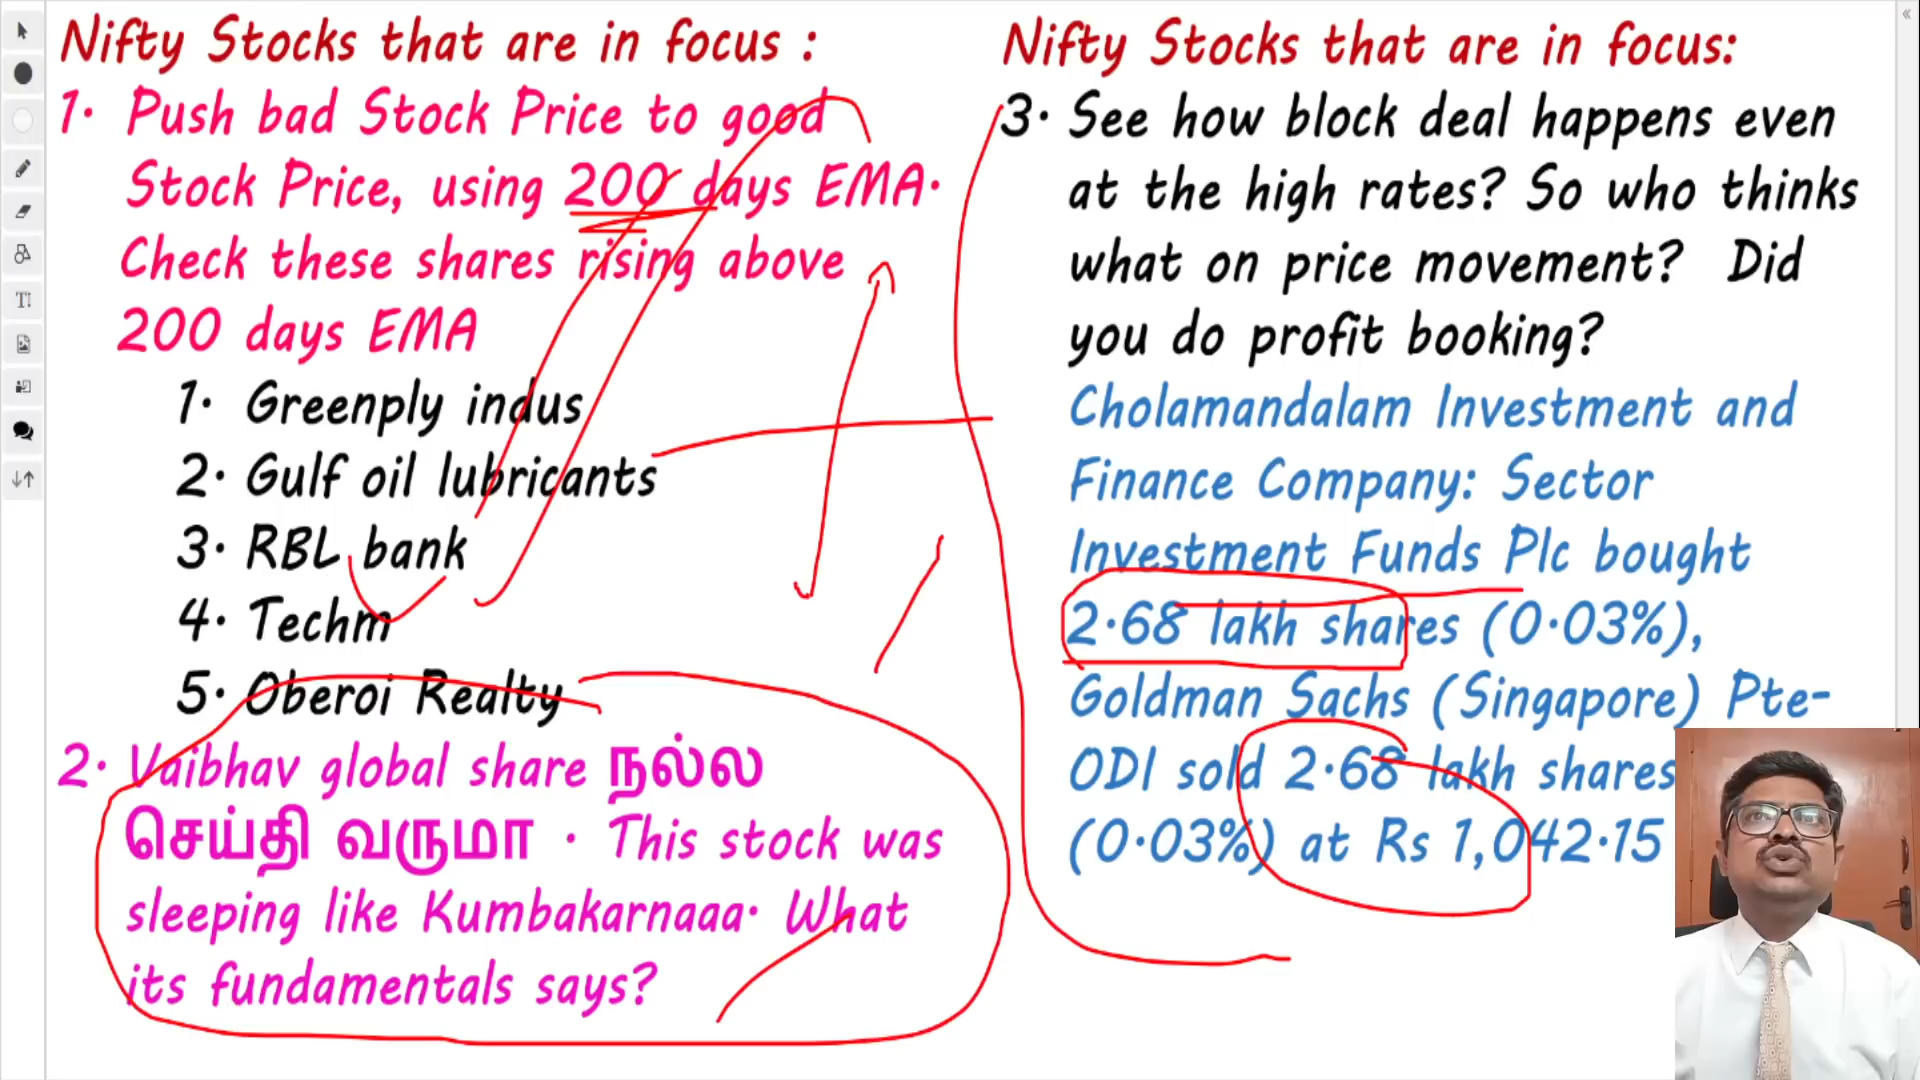 Nifty Stocks that are in focus :
1. Push bad Stock Price to good
Stock Price, using 200 days EMA.
Check these shares rising above
200 days EMA
1. Greenply indus
2. Gulf oil lubricants
3. RBL bank
4. Techm
5. Oberoi Realty
2. Vaibhav global share நல்ல
செய்தி வருமா . This stock was
sleeping like Kumbakarnaaa. What
its fundamentals says?
Nifty Stocks that are in focus:
3. See how block deal happens even
at the high rates? So who thinks
what on price movement? Did
you do profit booking?
Cholamandalam Investment and
Finance Company: Sector
Investment Funds Plc bought
2.68 lakh shares (0.03%),
Goldman Sachs (Singapore) Pte-
ODI sold 2.68 lakh shares
(0.03%) at Rs 1,042.15